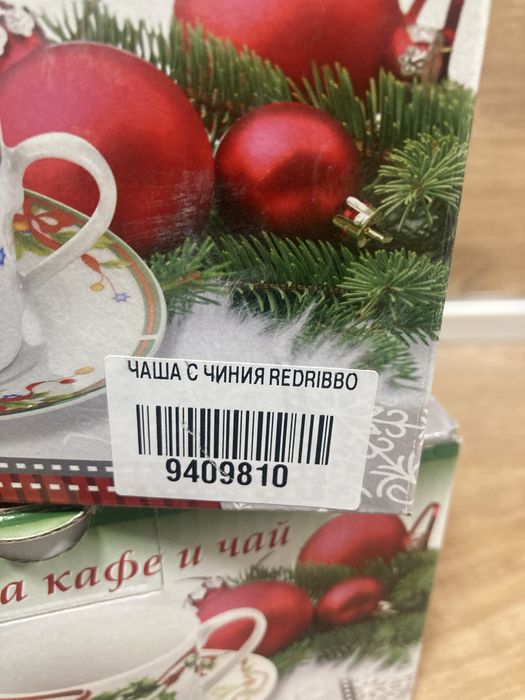 ЧАША С ЧИНИЯ REDRIBBO
9409810
а кафе и чай